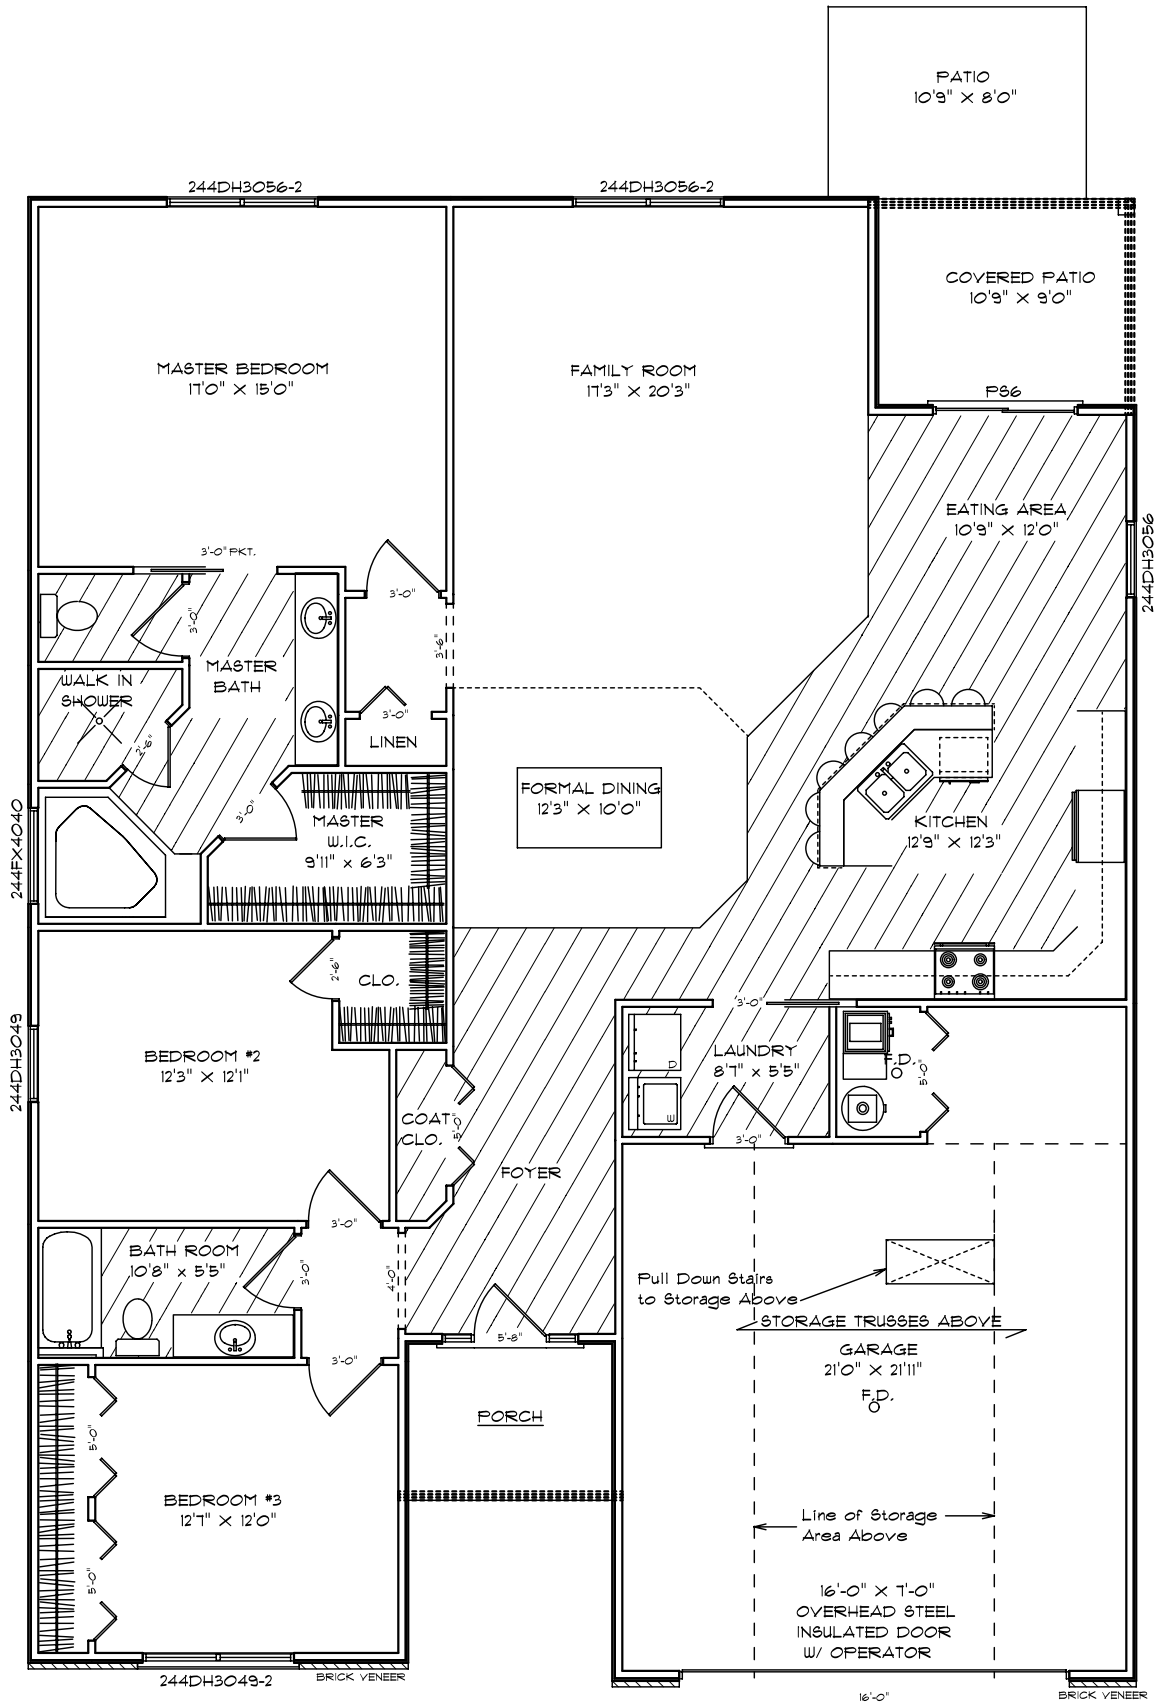 PATIO
10'9" X 8'0"
244DH3056-2
244DH3056-2
COVERED PATIO
10'9" X 9'0"
MASTER BEDROOM
17'0" X 15'0"
FAMILY ROOM
17'3" X 20'3"
PS6
EATING AREA
10'9" X 12'0"
244DH3056
3'-0" PKT.
3'-0"
3'-0"
3'-6"
MASTER
BATH
WALK IN
SHOWER
2'-6"
3'-0"
LINEN
3'-0"
MASTER
W.I.C.
9'11" x 6'3"
FORMAL DINING
12'3" X 10'0"
KITCHEN
12'9" X 12'3"
244FX4040
2'-6"
CLO.
244DH3049
BEDROOM #2
12'3" X 12'1"
3'-0"
LAUNDRY
8'7" x 5'5"
D
W
F.D.
5'-0"
COAT
CLO.
5'-0"
3'-0"
FOYER
3'-0"
BATH ROOM
10'8" x 5'5"
3'-0"
4'-0"
Pull Down Stairs
to Storage Above
STORAGE TRUSSES ABOVE
5'-8"
GARAGE
21'0" X 21'11"
F.D.
3'-0"
PORCH
5'-0"
BEDROOM #3
12'7" X 12'0"
Line of Storage
Area Above
5'-0"
16'-0" X 7'-0"
OVERHEAD STEEL
INSULATED DOOR
W/ OPERATOR
244DH3049-2
BRICK VENEER
16'-0"
BRICK VENEER